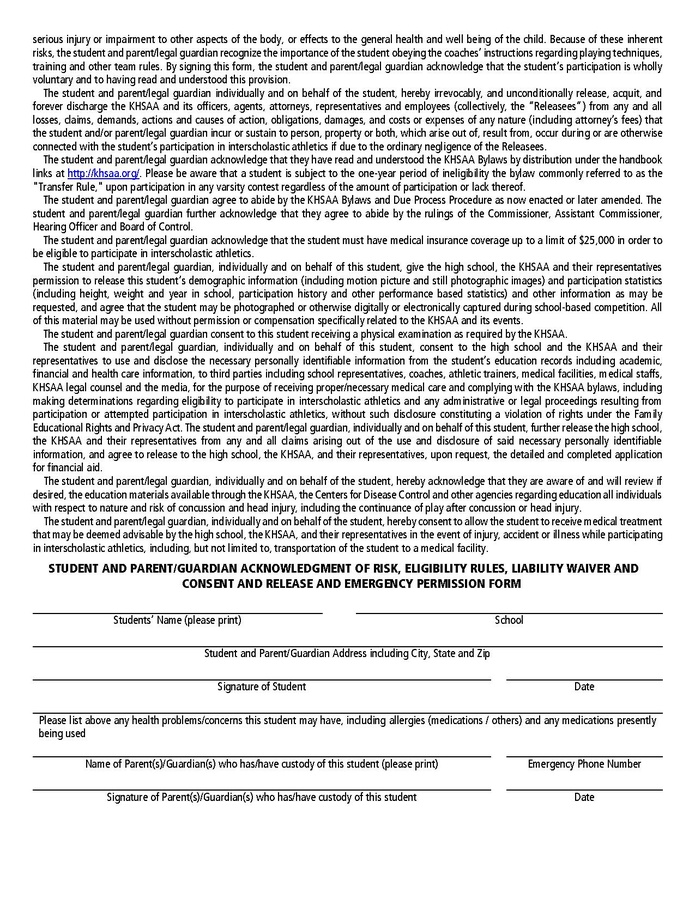 serious injury or impairment to other aspects of the body, or effects to the general health and well being of the child. Because of these inherent
risks, the student and parent/legal guardian recognize the importance of the student obeying the coaches' instructions regarding playing techniques,
training and other team rules. By signing this form, the student and parent/legal guardian acknowledge that the student's participation is wholly
voluntary and to having read and understood this provision.
The student and parent/legal guardian individually and on behalf of the student, hereby irrevocably, and unconditionally release, acquit, and
forever discharge the KHSAA and its officers, agents, attorneys, representatives and employees (collectively, the "Releasees") from any and all
losses, claims, demands, actions and causes of action, obligations, damages, and costs or expenses of any nature (including attorney's fees) that
the student and/or parent/legal guardian incur or sustain to person, property or both, which arise out of, result from, occur during or are otherwise
connected with the student's participation in interscholastic athletics if due to the ordinary negligence of the Releasees.
The student and parent/legal guardian acknowledge that they have read and understood the KHSAA Bylaws by distribution under the handbook
links at http://khsaa.org/. Please be aware that a student is subject to the one-year period of ineligibility the bylaw commonly referred to as the
"Transfer Rule," upon participation in any varsity contest regardless of the amount of participation or lack thereof.
The student and parent/legal guardian agree to abide by the KHSAA Bylaws and Due Process Procedure as now enacted or later amended. The
student and parent/legal guardian further acknowledge that they agree to abide by the rulings of the Commissioner, Assistant Commissioner,
Hearing Officer and Board of Control.
The student and parent/legal guardian acknowledge that the student must have medical insurance coverage up to a limit of $25,000 in order to
be eligible to participate in interscholastic athletics.
The student and parent/legal guardian, individually and on behalf of this student, give the high school, the KHSAA and their representatives
permission to release this student's demographic information (including motion picture and still photographic images) and participation statistics
(including height, weight and year in school, participation history and other performance based statistics) and other information as may be
requested, and agree that the student may be photographed or otherwise digitally or electronically captured during school-based competition. All
of this material may be used without permission or compensation specifically related to the KHSAA and its events.
The student and parent/legal guardian consent to this student receiving a physical examination as required by the KHSAA.
The student and parent/legal guardian, individually and on behalf of this student, consent to the high school and the KHSAA and their
representatives to use and disclose the necessary personally identifiable information from the student's education records including academic,
financial and health care information, to third parties including school representatives, coaches, athletic trainers, medical facilities, medical staffs,
KHSAA legal counsel and the media, for the purpose of receiving proper/necessary medical care and complying with the KHSAA bylaws, including
making determinations regarding eligibility to participate in interscholastic athletics and any administrative or legal proceedings resulting from
participation or attempted participation in interscholastic athletics, without such disclosure constituting a violation of rights under the Family
Educational Rights and Privacy Act. The student and parent/legal guardian, individually and on behalf of this student, further release the high school,
the KHSAA and their representatives from any and all claims arising out of the use and disclosure of said necessary personally identifiable
information, and agree to release to the high school, the KHSAA, and their representatives, upon request, the detailed and completed application
for financial aid.
The student and parent/legal guardian, individually and on behalf of the student, hereby acknowledge that they are aware of and will review if
desired, the education materials available through the KHSAA, the Centers for Disease Control and other agencies regarding education all individuals
with respect to nature and risk of concussion and head injury, including the continuance of play after concussion or head injury.
The student and parent/legal guardian, individually and on behalf of the student, hereby consent to allow the student to receive medical treatment
that may be deemed advisable by the high school, the KHSAA, and their representatives in the event of injury, accident or illness while participating
in interscholastic athletics, including, but not limited to, transportation of the student to a medical facility.
STUDENT AND PARENT/GUARDIAN ACKNOWLEDGMENT OF RISK, ELIGIBILITY RULES, LIABILITY WAIVER AND
CONSENT AND RELEASE AND EMERGENCY PERMISSION FORM
Students' Name (please print) School
Student and Parent/Guardian Address including City, State and Zip
Signature of Student Date
Please list above any health problems/concerns this student may have, including allergies (medications / others) and any medications presently
being used
Name of Parent(s)/Guardian(s) who has/have custody of this student (please print) Emergency Phone Number
Signature of Parent(s)/Guardian(s) who has/have custody of this student Date